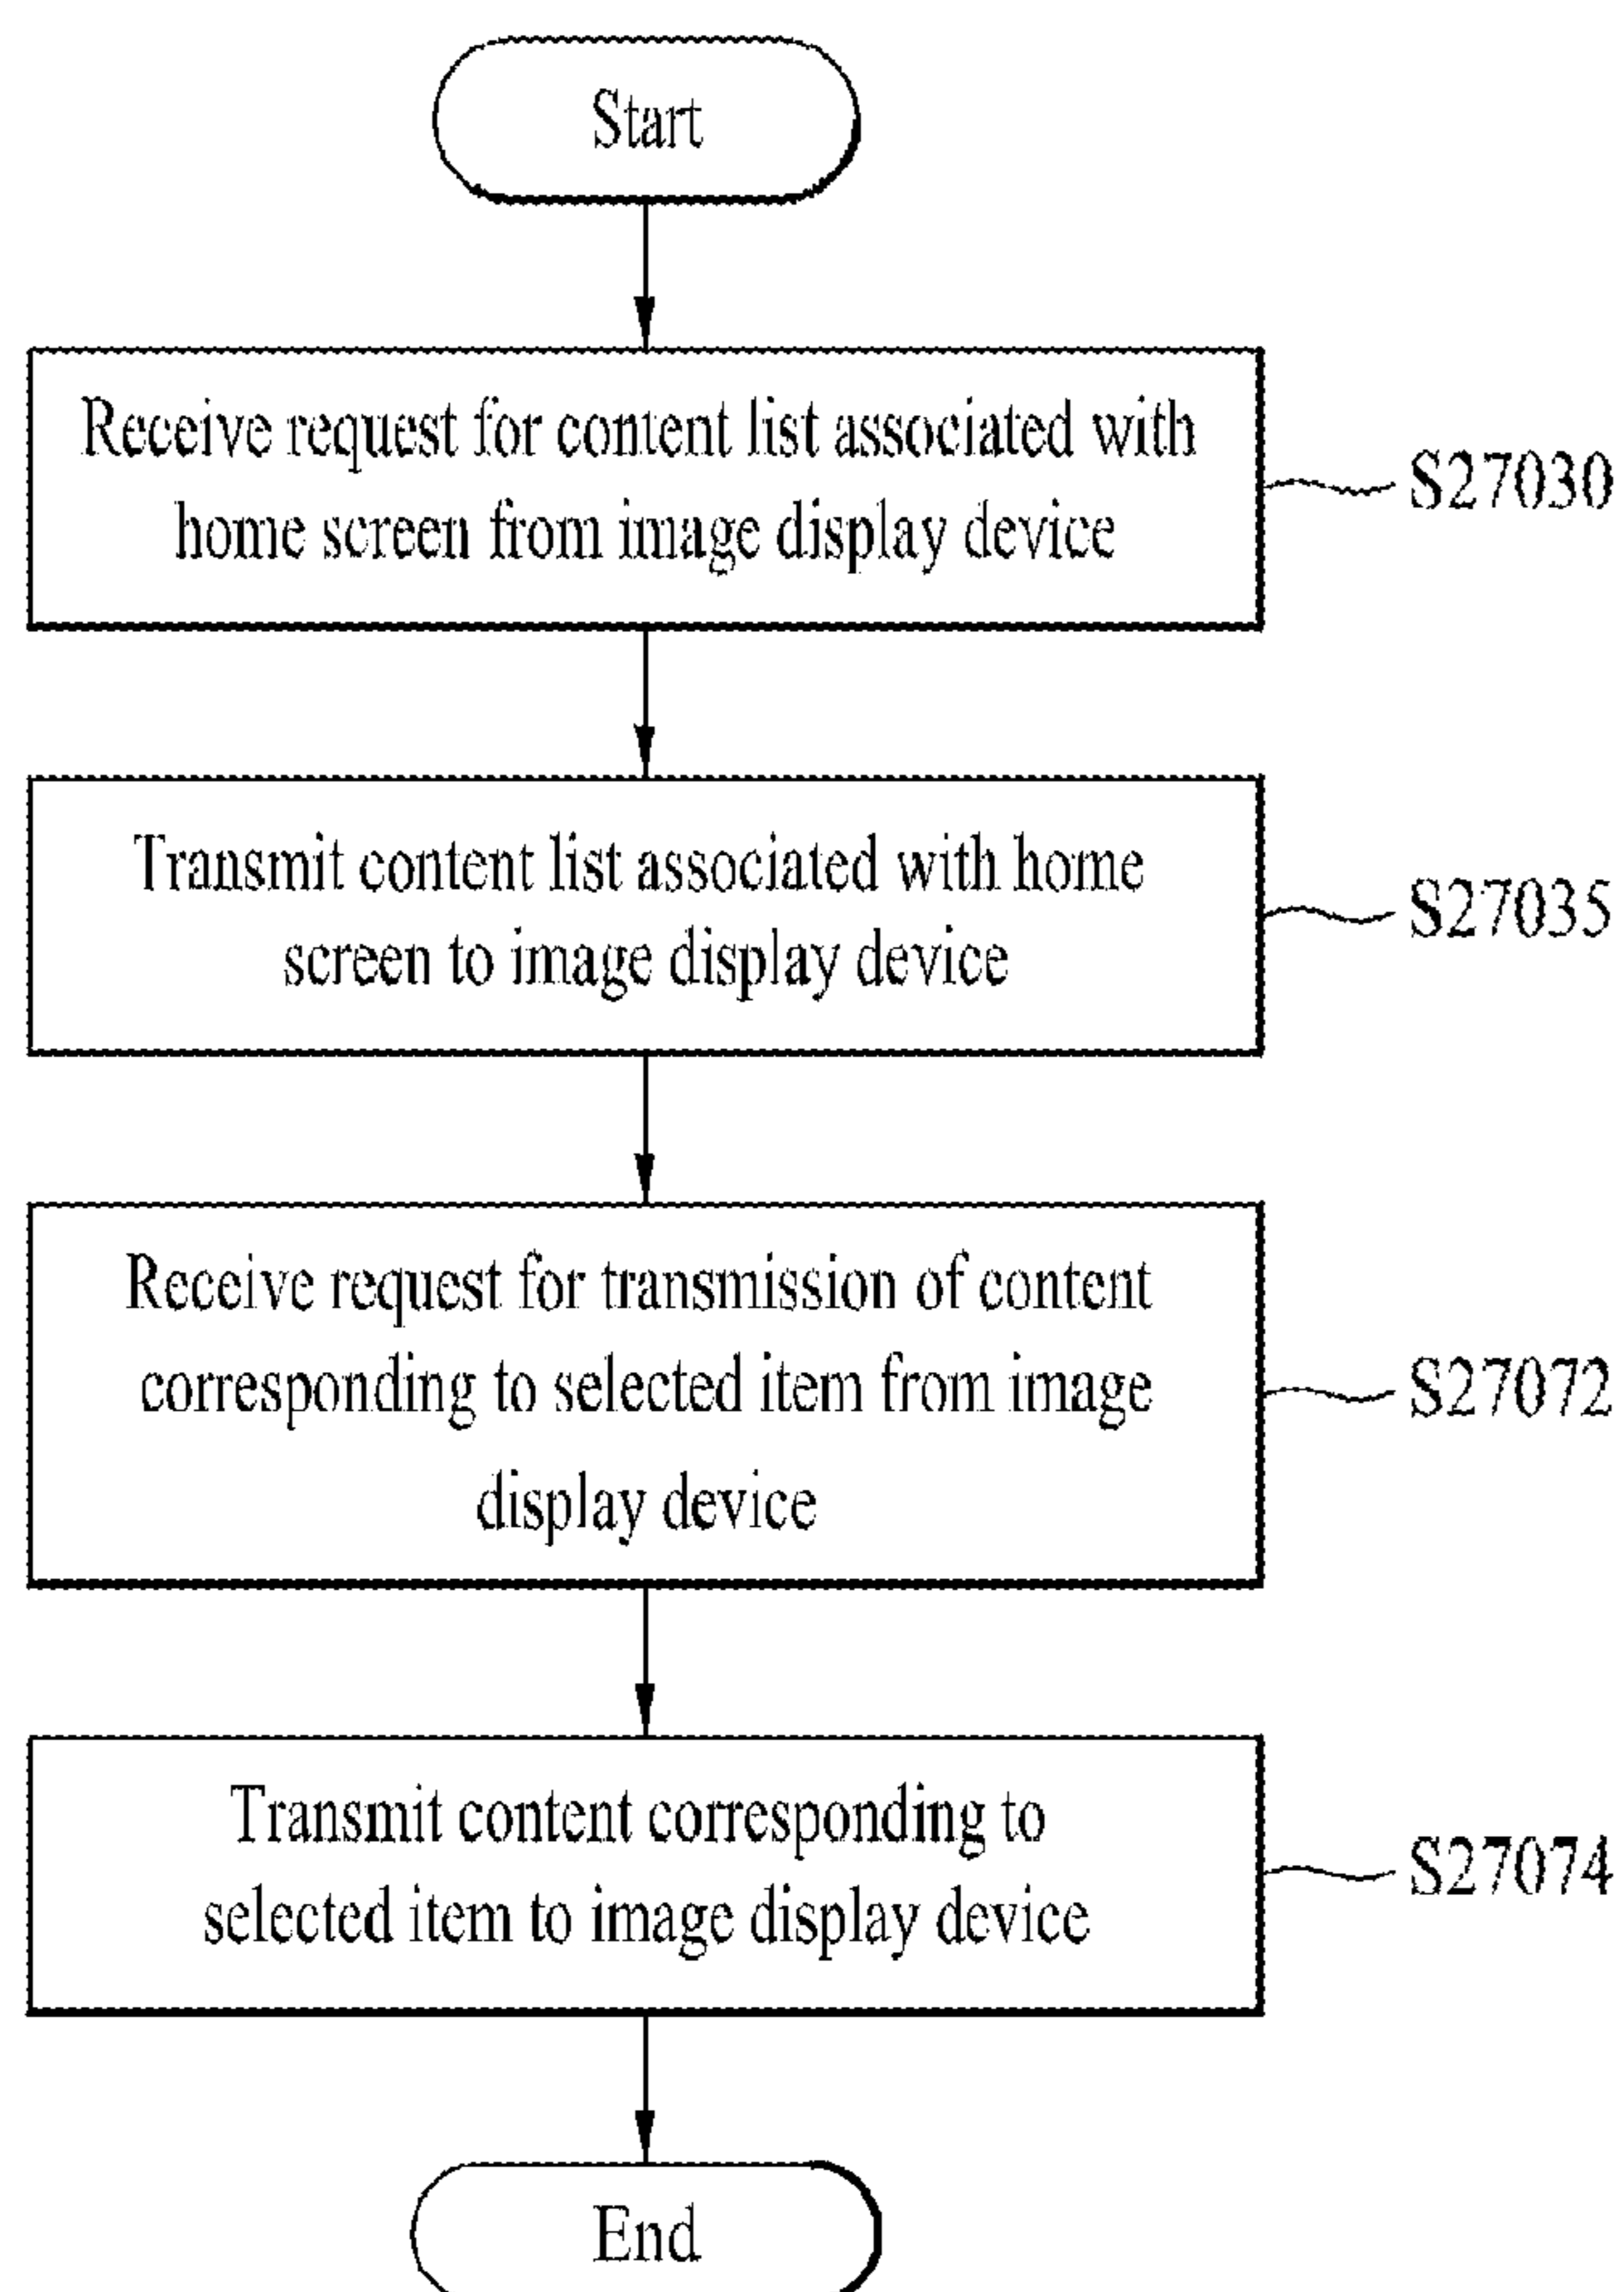 Start
Receive request for content list associated with
home screen from image display device
S27030
Transmit content list associated with home
screen to image display device
S27035
Receive request for transmission of content
corresponding to selected item from image
display device
S27072
Transmit content corresponding to
selected item to image display device
S27074
End